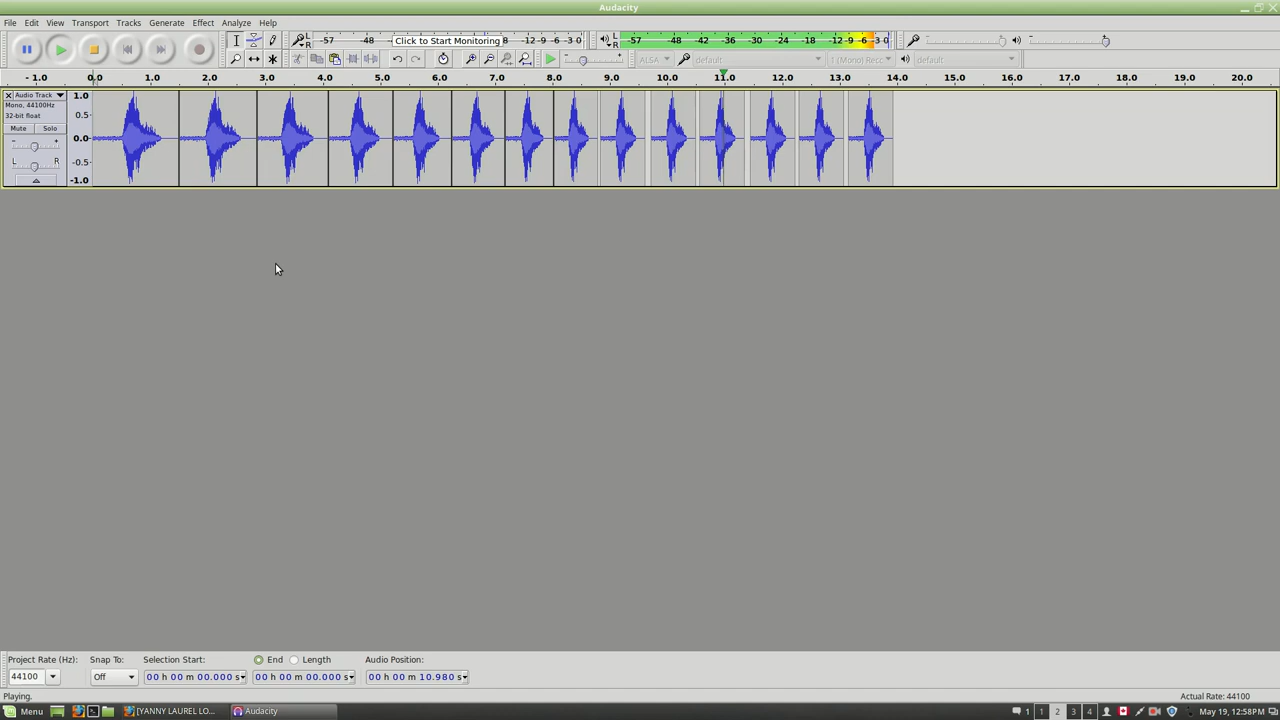 Audacity
File Edit View Transport Tracks Generate Effect Analyze Help
L R -57 -48 Click to Start Monitoring 8 -12 -9 -6 -3 0 L R -57 -48 -42 -36 -30 -24 -18 -12 -9 -6 -3 0
ALSA default 1 (Mono) Recc default
- 1.0 0.0 1.0 2.0 3.0 4.0 5.0 6.0 7.0 8.0 9.0 10.0 11.0 12.0 13.0 14.0 15.0 16.0 17.0 18.0 19.0 20.0
Audio Track 1.0
Mono, 44100Hz
32-bit float 0.5
Mute Solo
- + 0.0
L R -0.5
-1.0
Project Rate (Hz): Snap To: Selection Start: End Length Audio Position:
44100 Off 00 h 00 m 00.000 s 00 h 00 m 00.000 s 00 h 00 m 10.980 s
Playing. Actual Rate: 44100
Menu [YANNY LAUREL LO... Audacity 1 1 2 3 4 May 19, 12:58PM